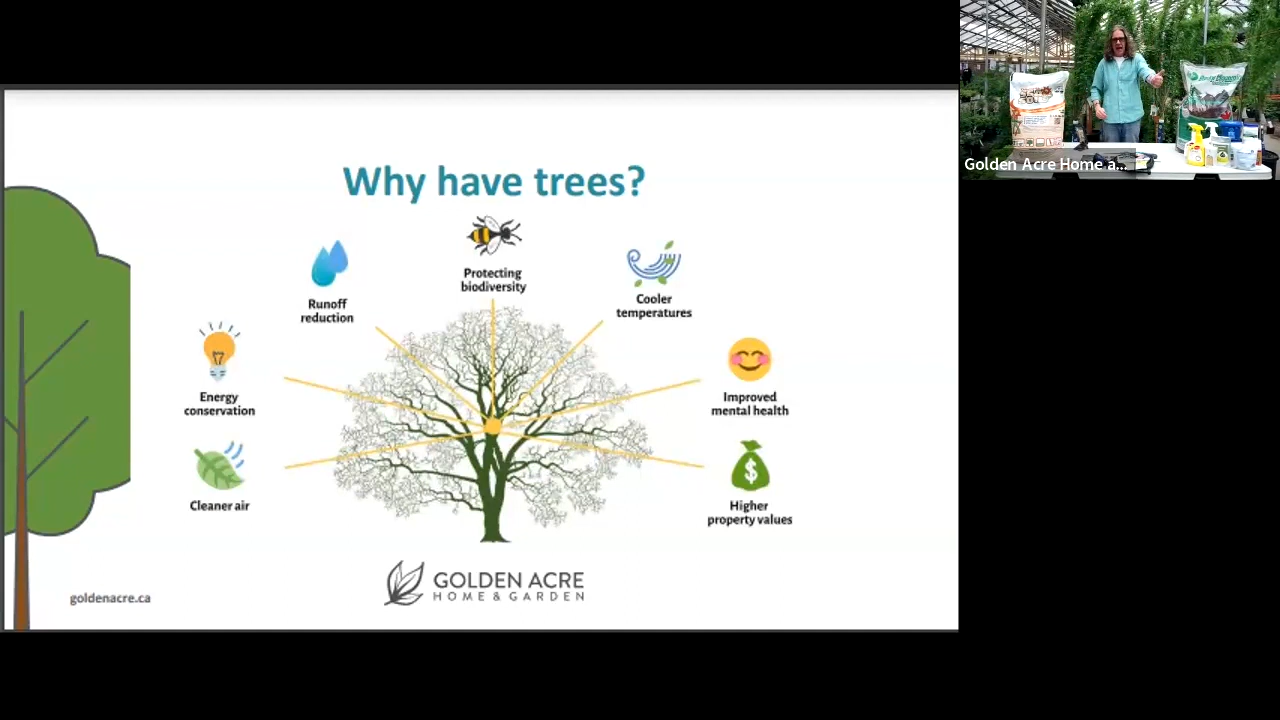 Why have trees?
Protecting
biodiversity
Runoff
reduction
Cooler
temperatures
Energy
conservation
Improved
mental health
Cleaner air
Higher
property values
GOLDEN ACRE
HOME & GARDEN
goldenacre.ca
Golden Acre Home a...